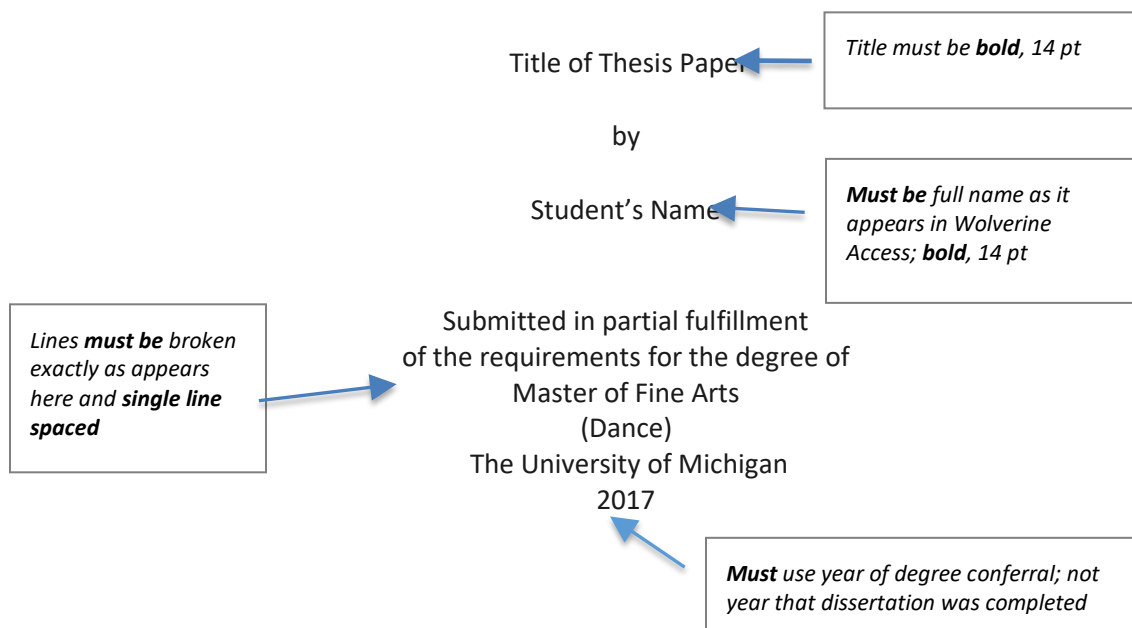 Title of Thesis Paper
Title must be bold, 14 pt
by
Student’s Name
Must be full name as it
appears in Wolverine
Access; bold, 14 pt
Submitted in partial fulfillment
of the requirements for the degree of
Master of Fine Arts
(Dance)
The University of Michigan
2017
Lines must be broken
exactly as appears
here and single line
spaced
Must use year of degree conferral; not
year that dissertation was completed